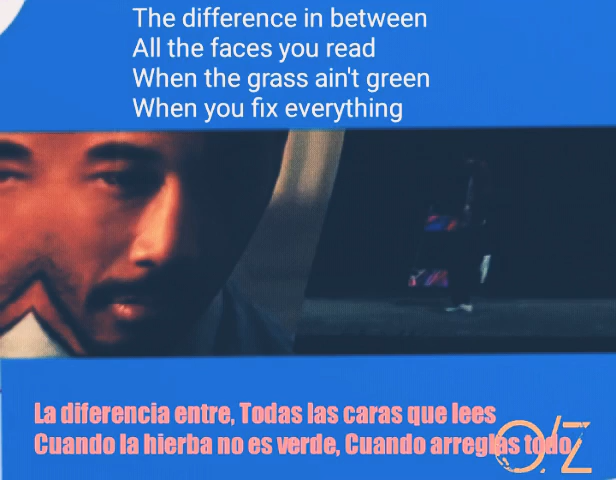 The difference in between
All the faces you read
When the grass ain't green
When you fix everything
La diferencia entre, Todas las caras que lees
Cuando la hierba no es verde, Cuando arreglas todo
O/Z